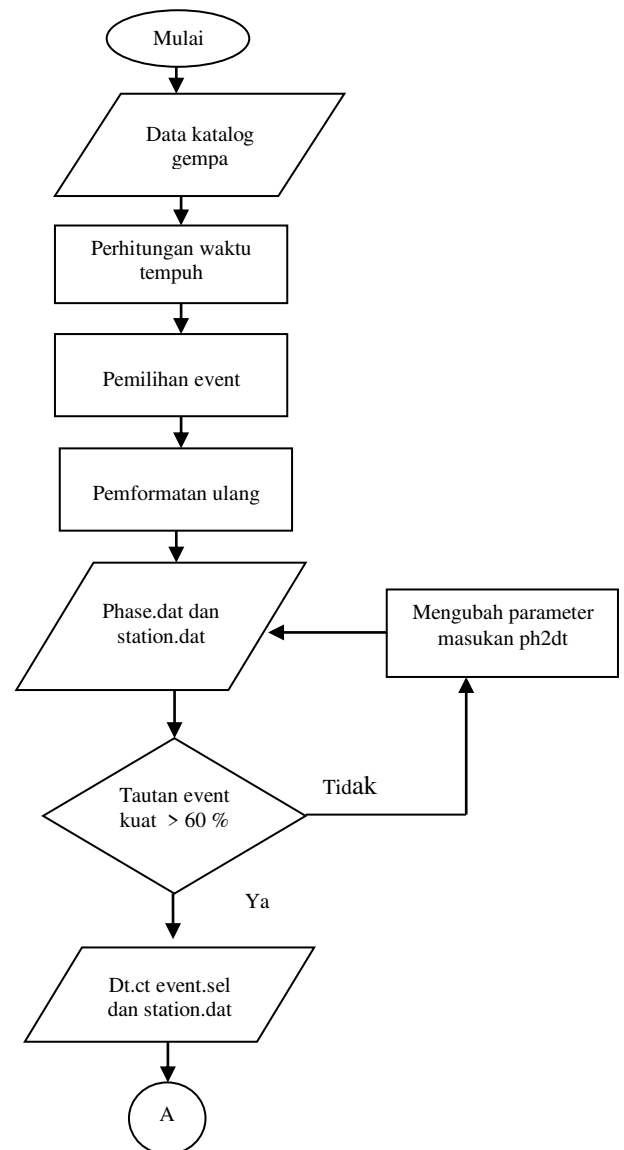 Mulai
Data katalog
gempa
Perhitungan waktu
tempuh
Pemilihan event
Pemformatan ulang
Phase.dat dan
station.dat
Mengubah parameter
masukan ph2dt
Tautan event
kuat > 60 %
Tidak
Ya
Dt.ct event.sel
dan station.dat
A